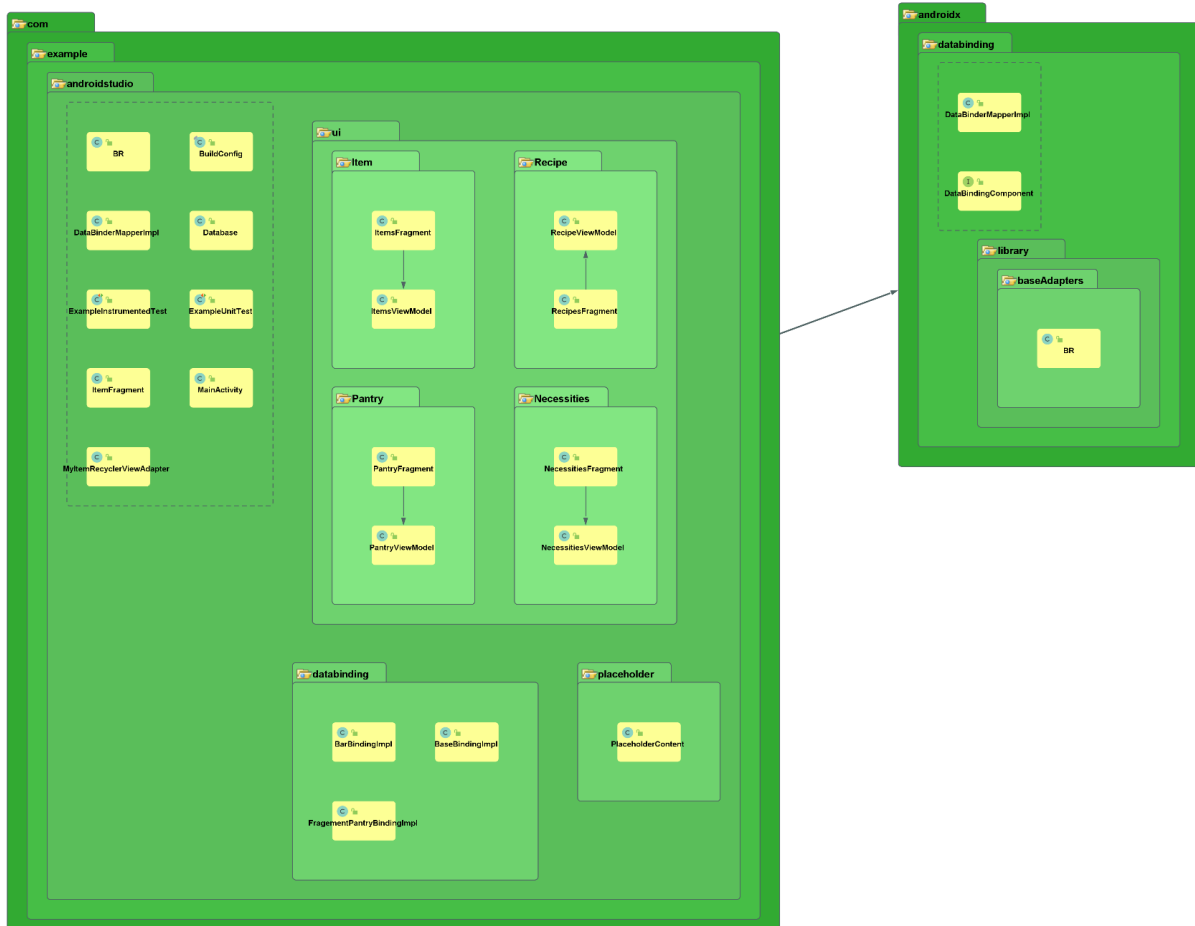 com
example
androidstudio
BR
BuildConfig
DataBinderMapperImpl
Database
ExampleInstrumentedTest
ExampleUnitTest
ItemFragment
MainActivity
MyItemRecyclerViewAdapter
ui
Item
ItemsFragment
ItemsViewModel
Recipe
RecipeViewModel
RecipesFragment
Pantry
PantryFragment
PantryViewModel
Necessities
NecessitiesFragment
NecessitiesViewModel
databinding
BarBindingImpl
BaseBindingImpl
FragementPantryBindingImpl
placeholder
PlaceholderContent
androidx
databinding
DataBinderMapperImpl
DataBindingComponent
library
baseAdapters
BR